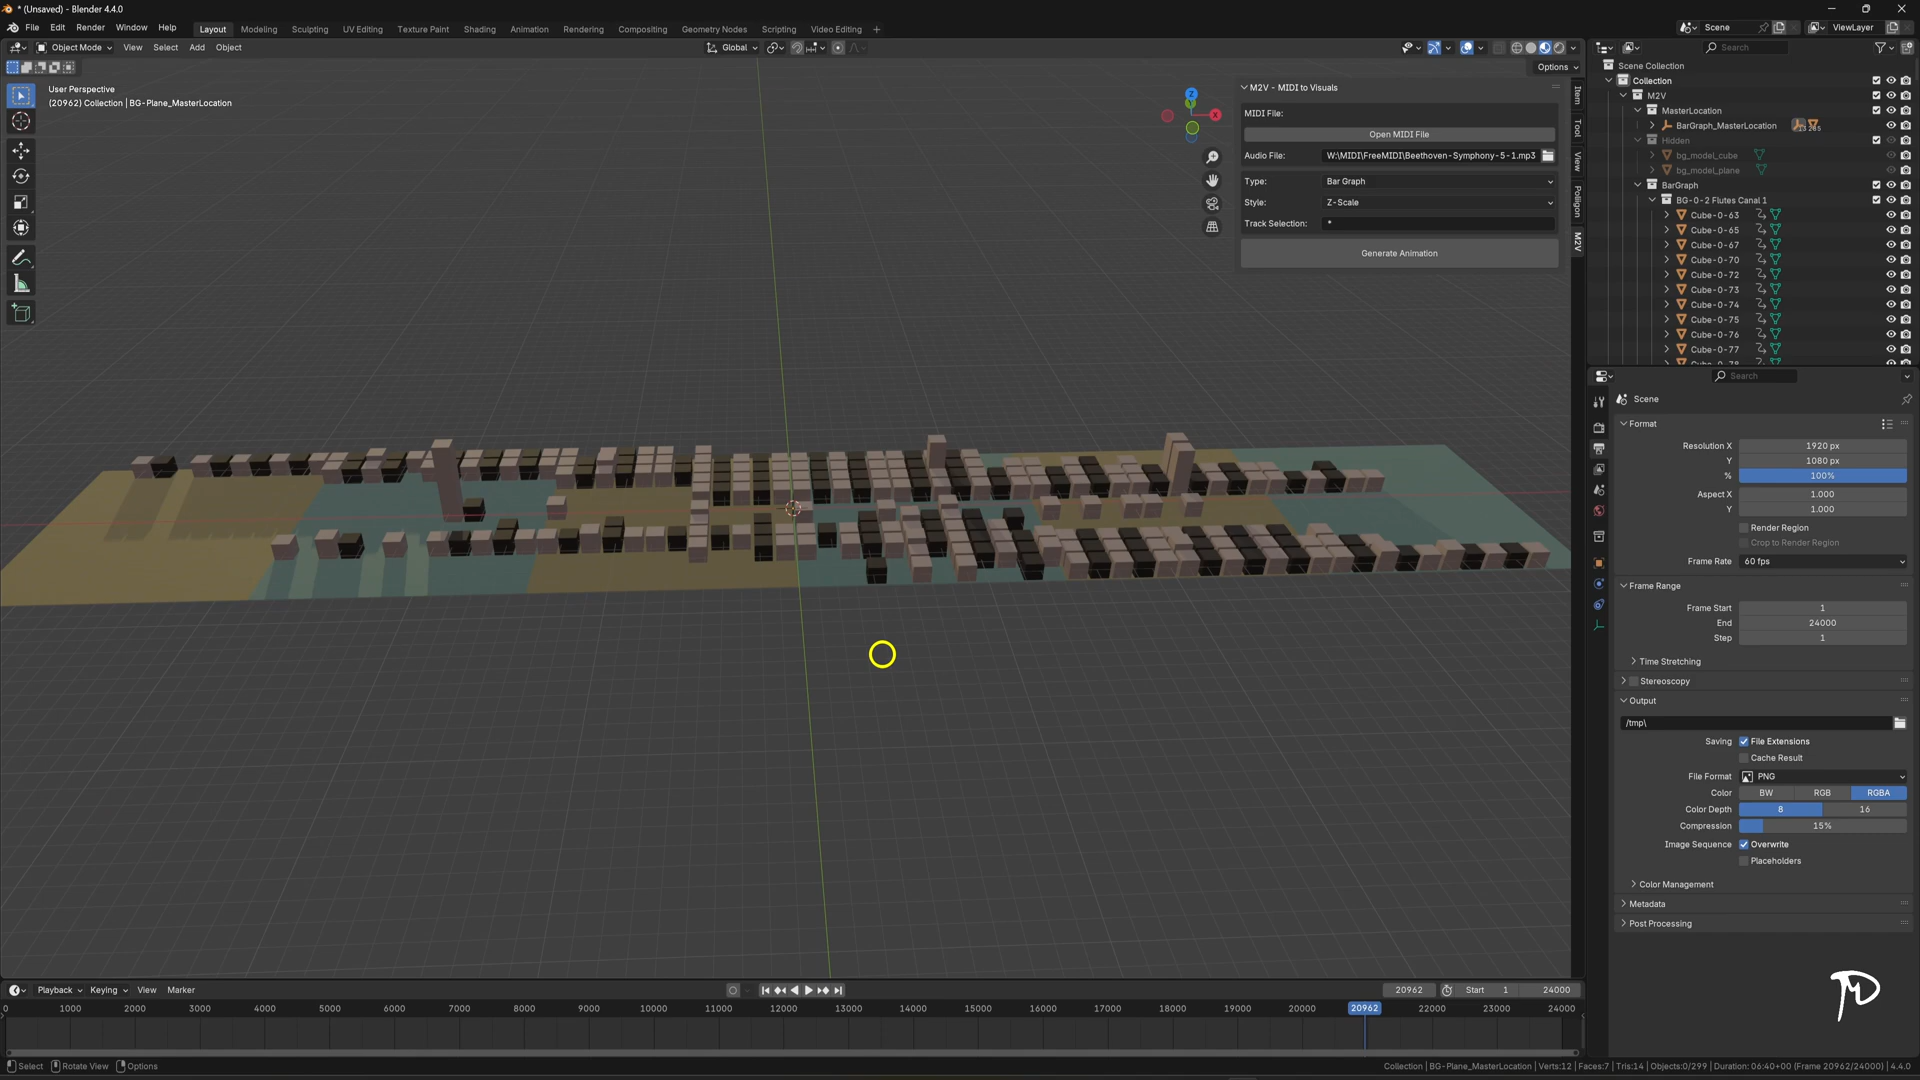 * (Unsaved) - Blender 4.4.0
File Edit Render Window Help Layout Modeling Sculpting UV Editing Texture Paint Shading Animation Rendering Compositing Geometry Nodes Scripting Video Editing + Scene ViewLayer
Object Mode View Select Add Object Global Search
Options
User Perspective
(20962) Collection | BG-Plane_MasterLocation
Z
X
M2V - MIDI to Visuals
MIDI File:
Open MIDI File
Audio File: W:\MIDI\FreeMIDI\Beethoven-Symphony-5-1.mp3
Type: Bar Graph
Style: Z-Scale
Track Selection: *
Generate Animation
Item
Tool
View
Polligon
M2V
Scene Collection
Collection
M2V
MasterLocation
BarGraph_MasterLocation
Hidden
bg_model_cube
bg_model_plane
BarGraph
BG-0-2 Flutes Canal 1
Cube-0-63
Cube-0-65
Cube-0-67
Cube-0-70
Cube-0-72
Cube-0-73
Cube-0-74
Cube-0-75
Cube-0-76
Cube-0-77
Cube-0-78
Search
Scene
Format
Resolution X 1920 px
Y 1080 px
% 100%
Aspect X 1.000
Y 1.000
Render Region
Crop to Render Region
Frame Rate 60 fps
Frame Range
Frame Start 1
End 24000
Step 1
Time Stretching
Stereoscopy
Output
/tmp\
Saving File Extensions
Cache Result
File Format PNG
Color BW RGB RGBA
Color Depth 8 16
Compression 15%
Image Sequence Overwrite
Placeholders
Color Management
Metadata
Post Processing
Playback Keying View Marker 20962 Start 1 24000
0 1000 2000 3000 4000 5000 6000 7000 8000 9000 10000 11000 12000 13000 14000 15000 16000 17000 18000 19000 20000 20962 22000 23000 24000
Select Rotate View Options Collection | BG-Plane_MasterLocation | Verts:12 | Faces:7 | Tris:14 | Objects:0/299 | Duration: 06:40+00 (Frame 20962/24000) | 4.4.0